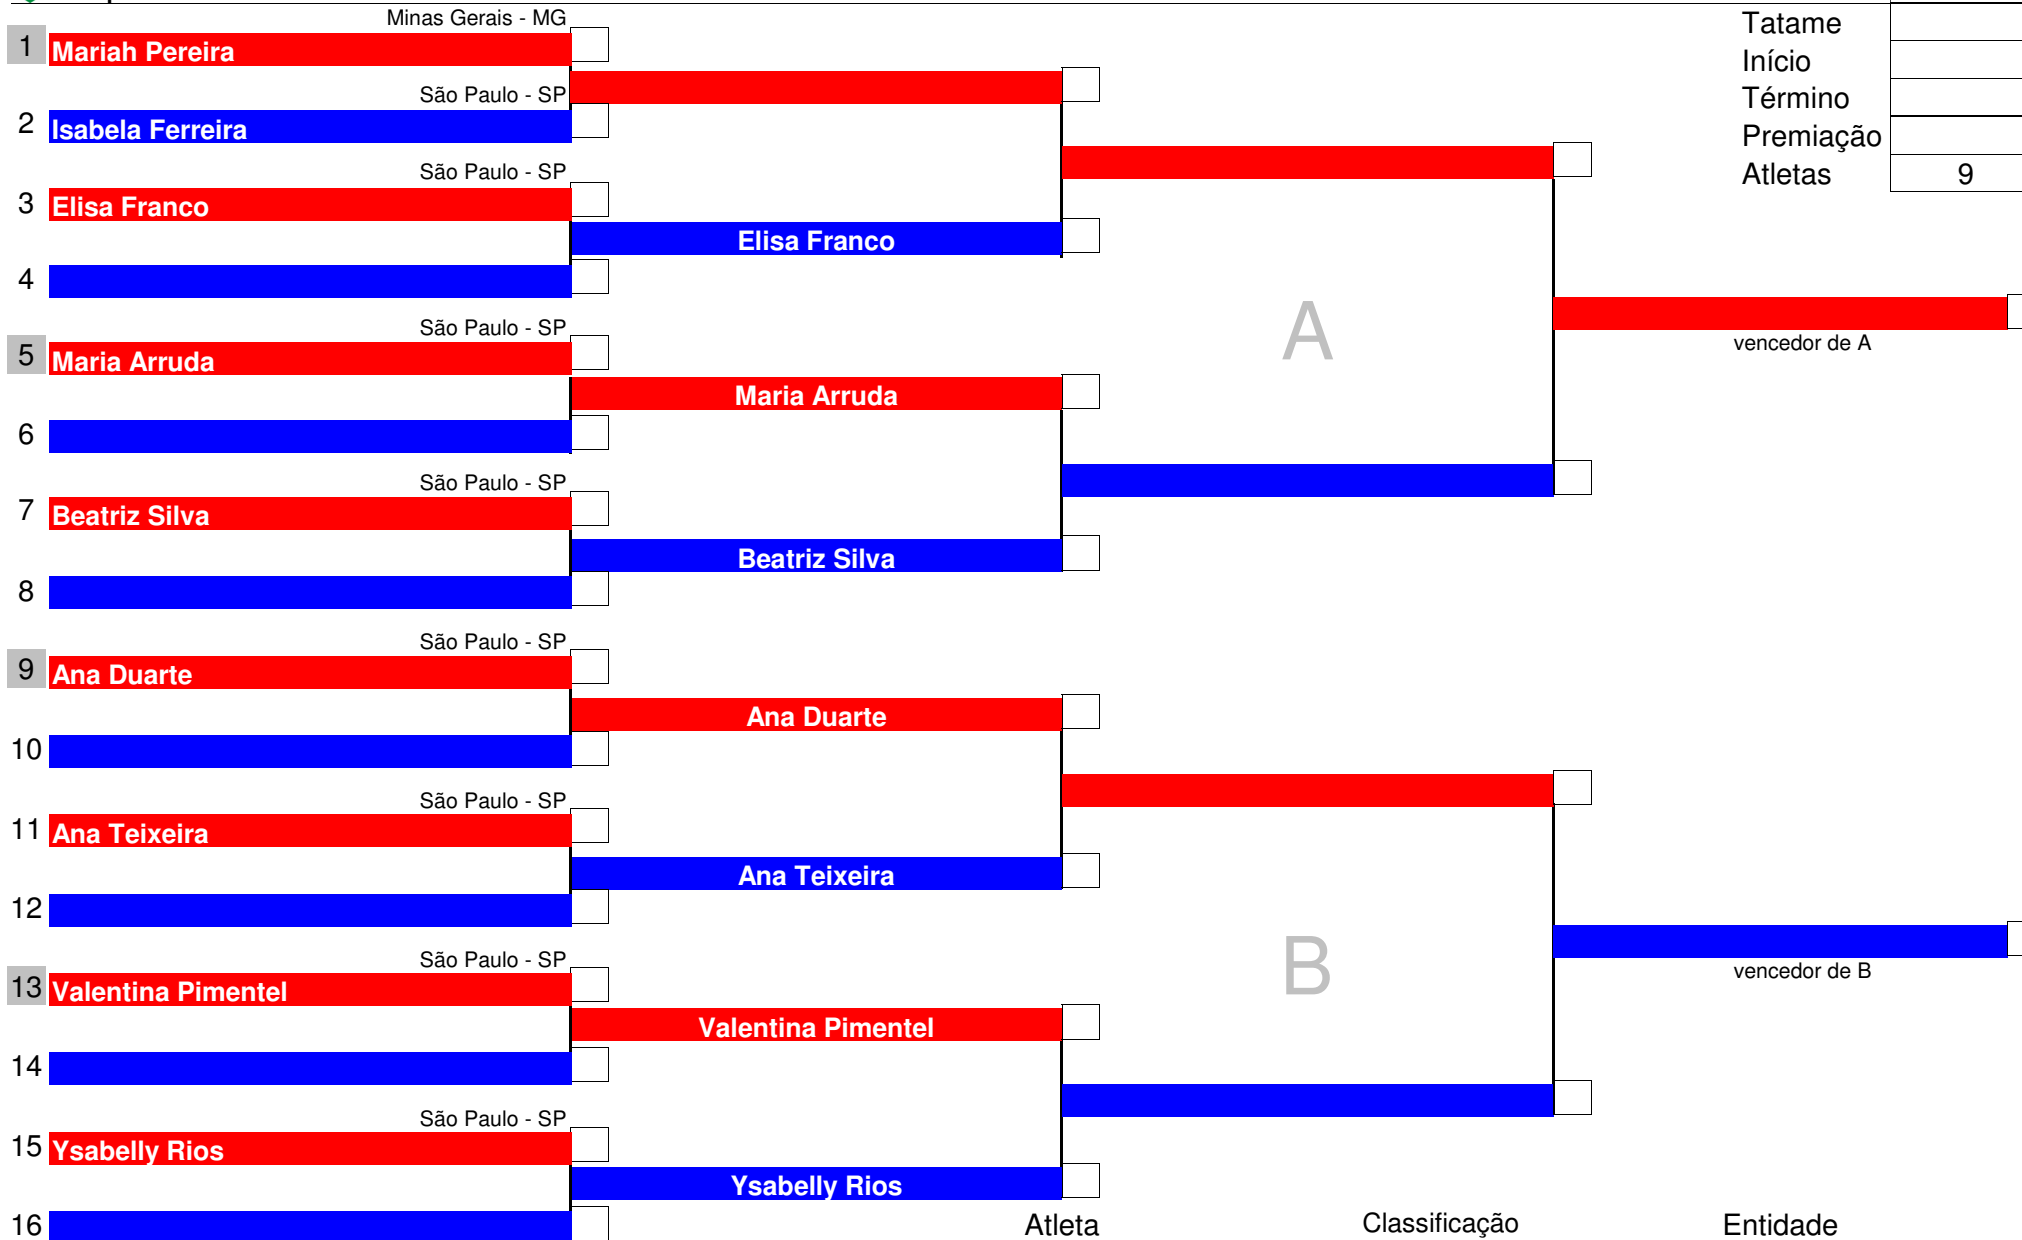 Minas Gerais - MG
1 Mariah Pereira
São Paulo - SP
2 Isabela Ferreira
São Paulo - SP
3 Elisa Franco
Elisa Franco
4
São Paulo - SP
5 Maria Arruda
Maria Arruda
6
São Paulo - SP
7 Beatriz Silva
Beatriz Silva
8
São Paulo - SP
9 Ana Duarte
Ana Duarte
10
São Paulo - SP
11 Ana Teixeira
Ana Teixeira
12
São Paulo - SP
13 Valentina Pimentel
Valentina Pimentel
14
São Paulo - SP
15 Ysabelly Rios
Ysabelly Rios
16
A
B
vencedor de A
vencedor de B
Tatame
Início
Término
Premiação
Atletas 9
Atleta Classificação Entidade